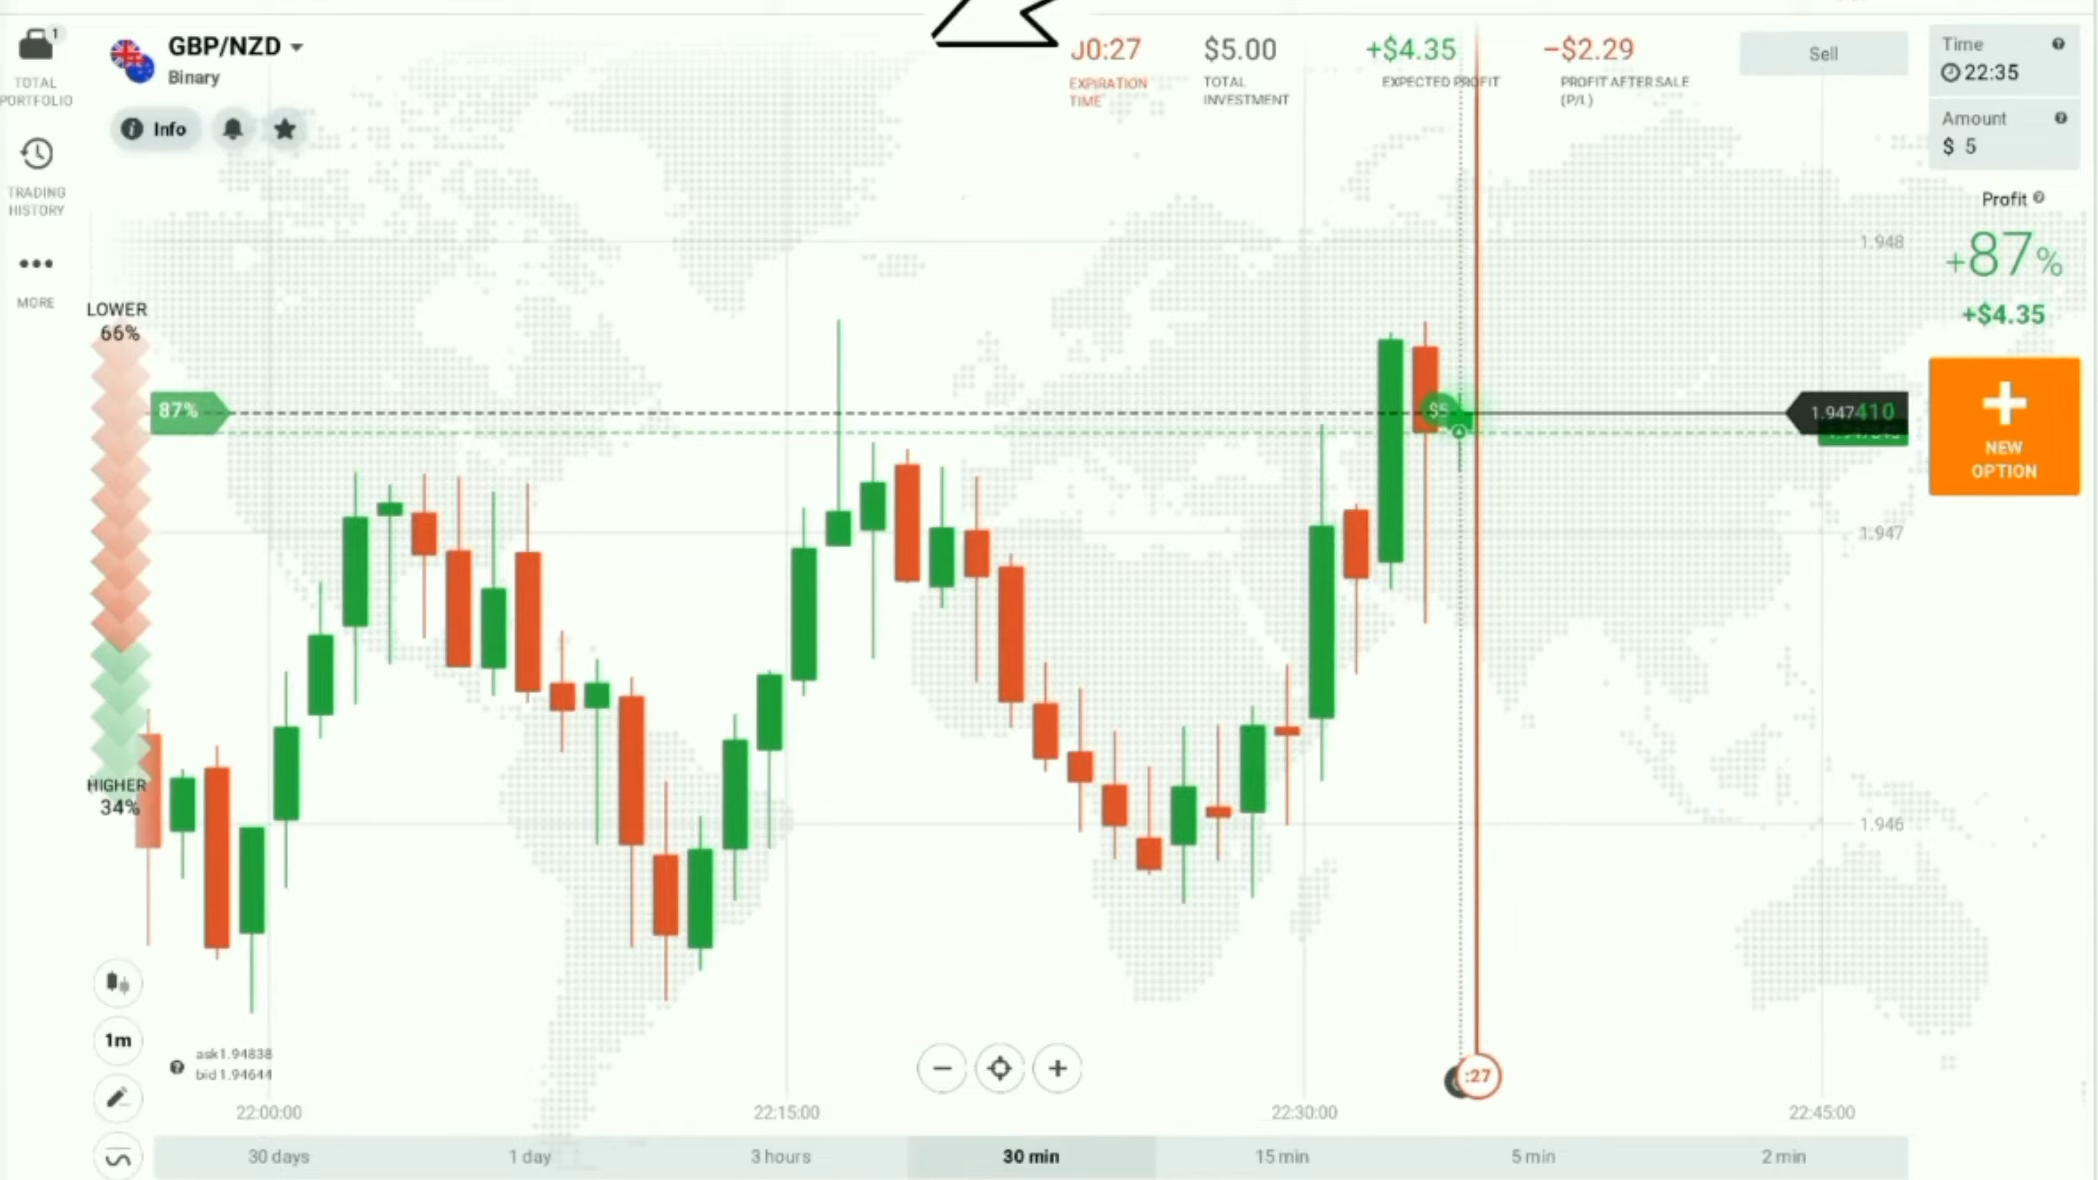 1
TOTAL
PORTFOLIO
TRADING
HISTORY
MORE
GBP/NZD
Binary
Info
0:27
EXPIRATION
TIME
$5.00
TOTAL
INVESTMENT
+$4.35
EXPECTED PROFIT
-$2.29
PROFIT AFTER SALE
(P/L)
Sell
Time
22:35
Amount
$ 5
Profit
+87%
+$4.35
NEW
OPTION
LOWER
66%
87%
HIGHER
34%
$5
1.948
1.947410
1.947
1.946
1m
ask1.94838
bid1.94644
:27
22:00:00
22:15:00
22:30:00
22:45:00
30 days
1 day
3 hours
30 min
15 min
5 min
2 min